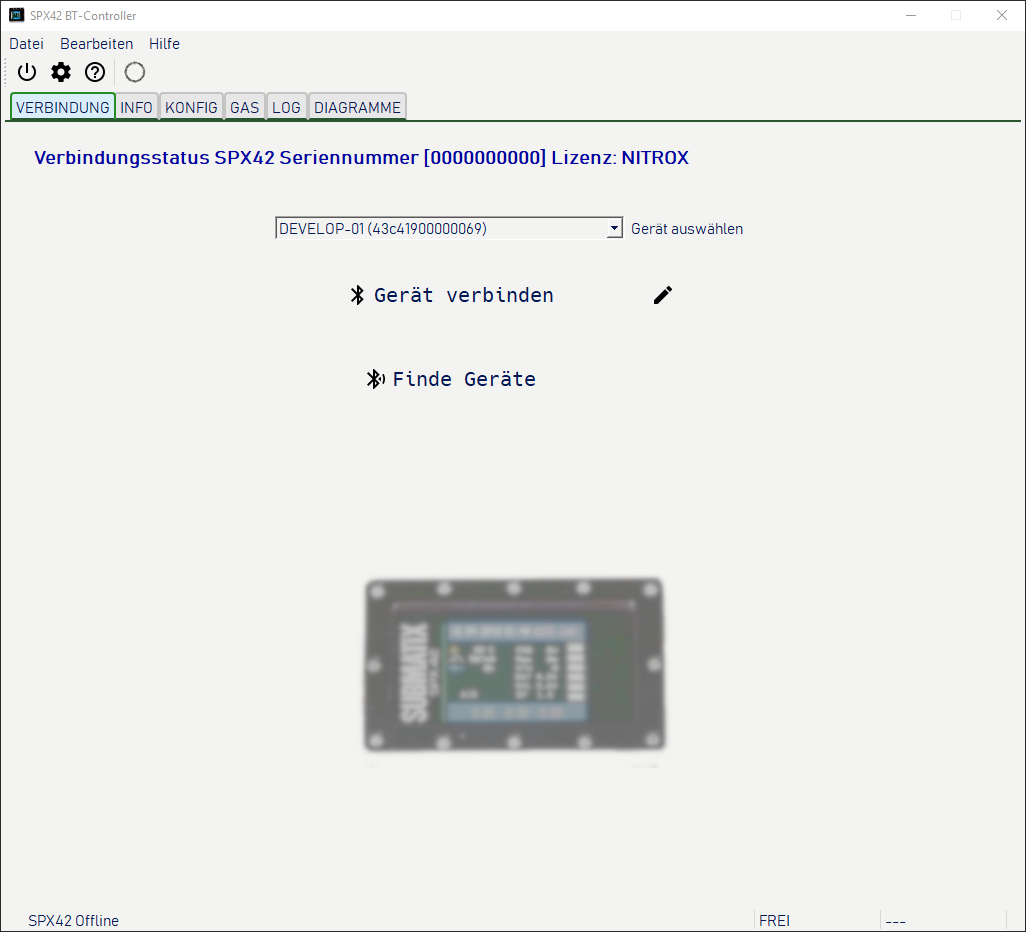 SPX42 BT-Controller
Datei Bearbeiten Hilfe
VERBINDUNG INFO KONFIG GAS LOG DIAGRAMME
Verbindungsstatus SPX42 Seriennummer [0000000000] Lizenz: NITROX
DEVELOP-01 (43c41900000069) Gerät auswählen
Gerät verbinden
Finde Geräte
SUBMATIX
SPX42
SPX42 Offline FREI ---